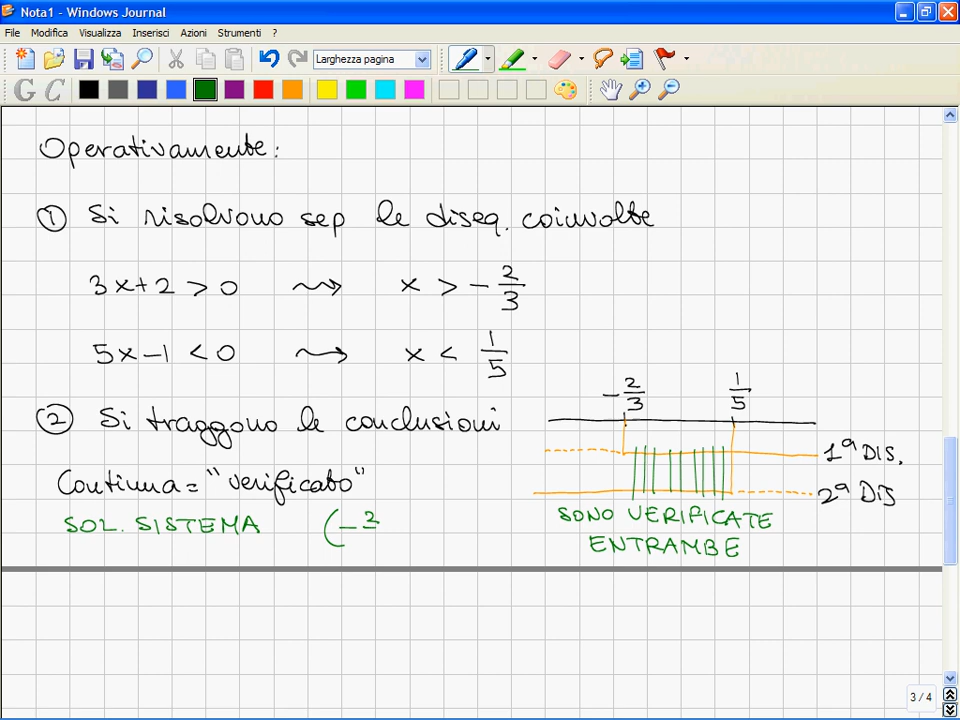 Nota1 - Windows Journal
File Modifica Visualizza Inserisci Azioni Strumenti ?
Larghezza pagina
G C
Operativamente:
① Si risolvono sep le diseq. coinvolte
3x+2 > 0 ⇝ x > - 2/3
5x-1 < 0 ⇝ x < 1/5
② Si traggono le conclusioni
Continua = "verificato"
SOL. SISTEMA (- 2
- 2/3 1/5
1ª DIS.
2ª DIS
SONO VERIFICATE
ENTRAMBE
3 / 4